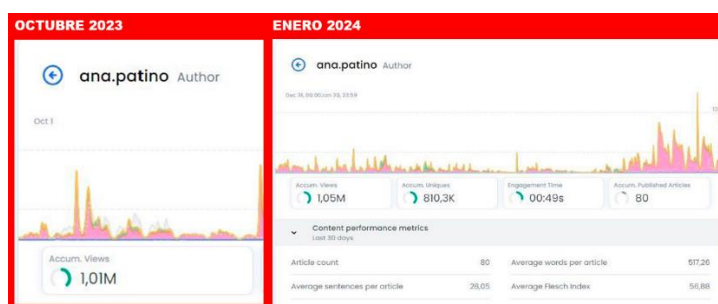 OCTUBRE 2023
ana.patino Author
Oct 1
Accum. Views
1,01M
ENERO 2024
ana.patino Author
Accum. Views
1,05M
Accum. Uniques
810,3K
Engagement Time
00:49s
Accum. Published Articles
80
Content performance metrics
Last 30 days
Article count 80
Average words per article 517,26
Average sentences per article 28,05
Average Flesch Index 56,88